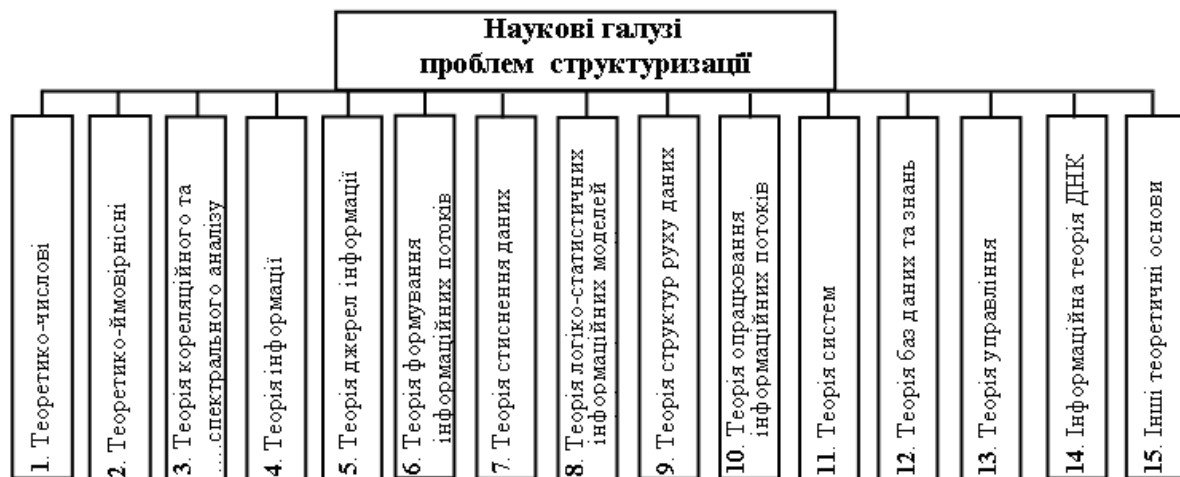 Наукові галузі
проблем структуризації
1. Теоретико-числові
2. Теоретико-ймовірнісні
3. Теорія кореляційного та
....спектрального аналізу
4. Теорія інформації
5. Теорія джерел інформації
6. Теорія формування
інформаційних потоків
7. Теорія стиснення даних
8. Теорія логіко-статистичних
інформаційних моделей
9. Теорія структур руху даних
10. Теорія опрацювання
інформаційних потоків
11. Теорія систем
12. Теорія баз даних та знань
13. Теорія управління
14. Інформаційна теорія ДНК
15. Інші теоретичні основи